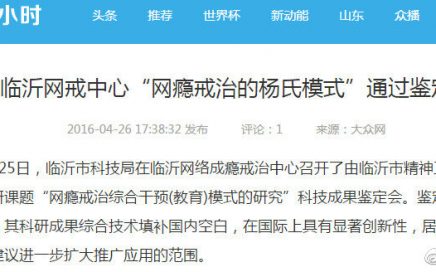 小时
头条 推荐 世界杯 新动能 山东 众播
临沂网戒中心“网瘾戒治的杨氏模式”通过鉴定
2016-04-26 17:38:32 发布 评论：1 来源：大众网
25日，临沂市科技局在临沂网络成瘾戒治中心召开了由临沂市精神卫
研课题“网瘾戒治综合干预(教育)模式的研究”科技成果鉴定会。鉴定
其科研成果综合技术填补国内空白，在国际上具有显著创新性，居
建议进一步扩大推广应用的范围。